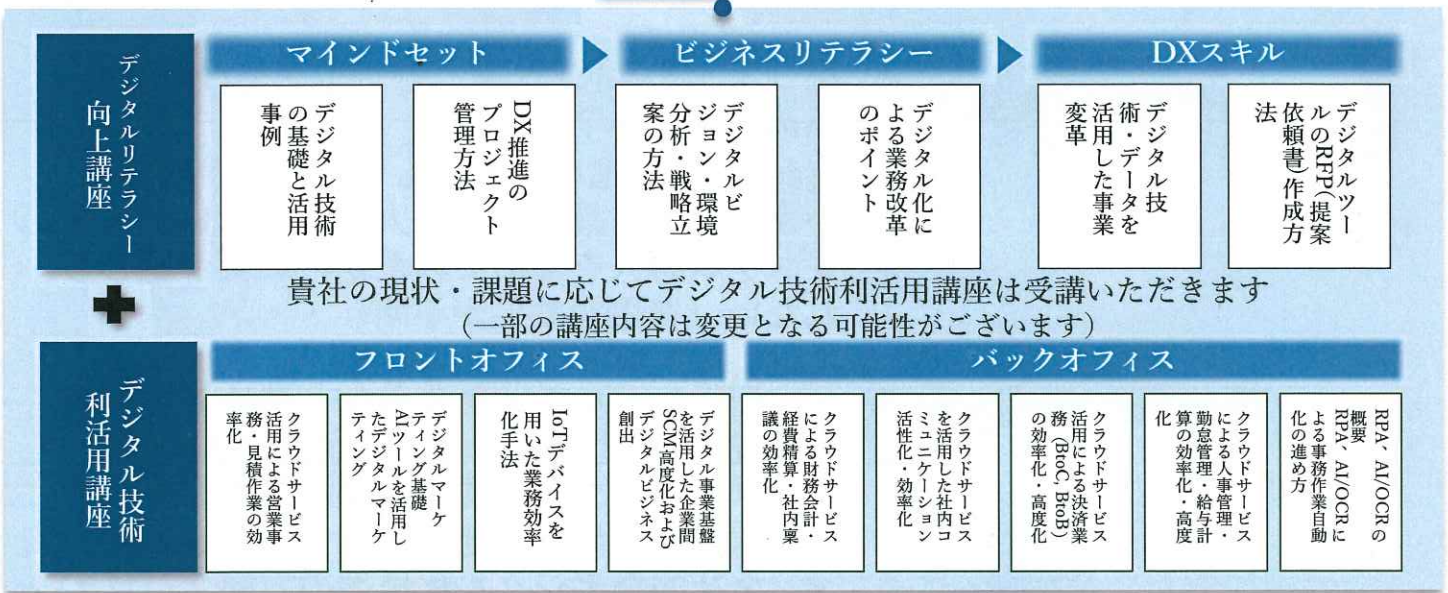 デジタルリテラシー
向上講座
マインドセット
ビジネスリテラシー
DXスキル
デジタル技術
の基礎と活用
事例
DX推進の
プロジェクト
管理方法
デジタルビ
ジョン・環境
分析・戦略立
案の方法
デジタル化に
よる業務改革
のポイント
デジタル技
術・データを
活用した事業
変革
デジタルツー
ルのRFP(提案
依頼書)作成方
法
貴社の現状・課題に応じてデジタル技術利活用講座は受講いただきます
(一部の講座内容は変更となる可能性がございます)
デジタル技術
利活用講座
フロントオフィス
バックオフィス
クラウドサービス
活用による営業事
務・見積作業の効
率化
デジタルマーケ
ティング基礎
AIツールを活用し
たデジタルマーケ
ティング
IoTデバイスを
用いた業務効率
化手法
デジタル事業基盤
を活用した企業間
SCM高度化および
デジタルビジネス
創出
クラウドサービス
による財務会計・
経費精算・社内稟
議の効率化
クラウドサービス
を活用した社内コ
ミュニケーション
活性化・効率化
クラウドサービス
活用による決済業
務(BtoC, BtoB)
の効率化・高度化
クラウドサービス
による人事管理・
勤怠管理・給与計
算の効率化・高度
化
RPA、AI/OCRの
概要
RPA、AI/OCRに
よる事務作業自動
化の進め方